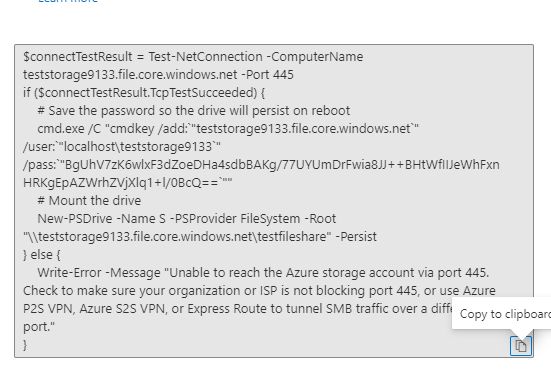 Learn more
$connectTestResult = Test-NetConnection -ComputerName
teststorage9133.file.core.windows.net -Port 445
if ($connectTestResult.TcpTestSucceeded) {
# Save the password so the drive will persist on reboot
cmd.exe /C "cmdkey /add:`"teststorage9133.file.core.windows.net`"
/user:`"localhost\teststorage9133`"
/pass:`"BgUhV7zK6wlxF3dZoeDHa4sdbBAKg/77UYUmDrFwia8JJ++BHtWfIIJeWhFxn
HRKgEpAZWrhZVjXlq1+l/0BcQ==`""
# Mount the drive
New-PSDrive -Name S -PSProvider FileSystem -Root
"\\teststorage9133.file.core.windows.net\testfileshare" -Persist
} else {
Write-Error -Message "Unable to reach the Azure storage account via port 445.
Check to make sure your organization or ISP is not blocking port 445, or use Azure
P2S VPN, Azure S2S VPN, or Express Route to tunnel SMB traffic over a diffe
port."
}
Copy to clipboard